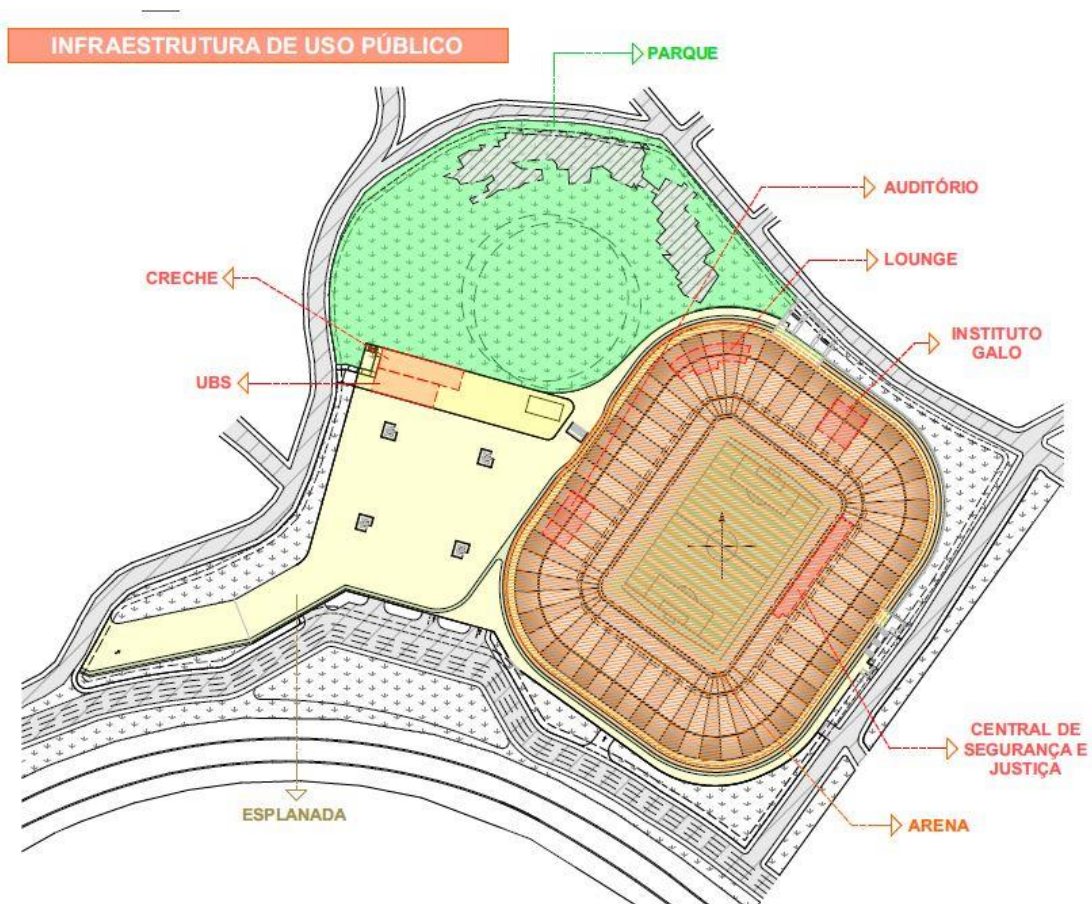 INFRAESTRUTURA DE USO PÚBLICO
PARQUE
AUDITÓRIO
LOUNGE
CRECHE
INSTITUTO
GALO
UBS
CENTRAL DE
SEGURANÇA E
JUSTIÇA
ESPLANADA
ARENA